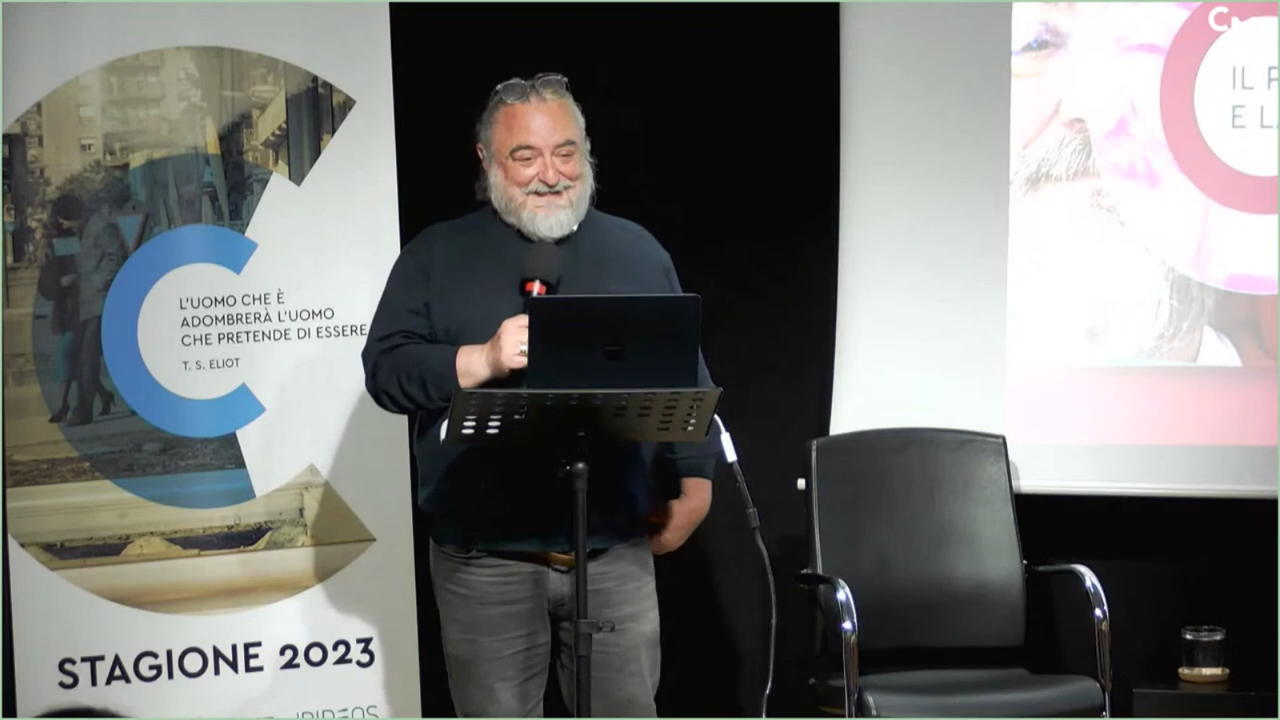 L'UOMO CHE È
ADOMBRERÀ L'UOMO
CHE PRETENDE DI ESSERE
T. S. ELIOT
STAGIONE 2023
IL
E